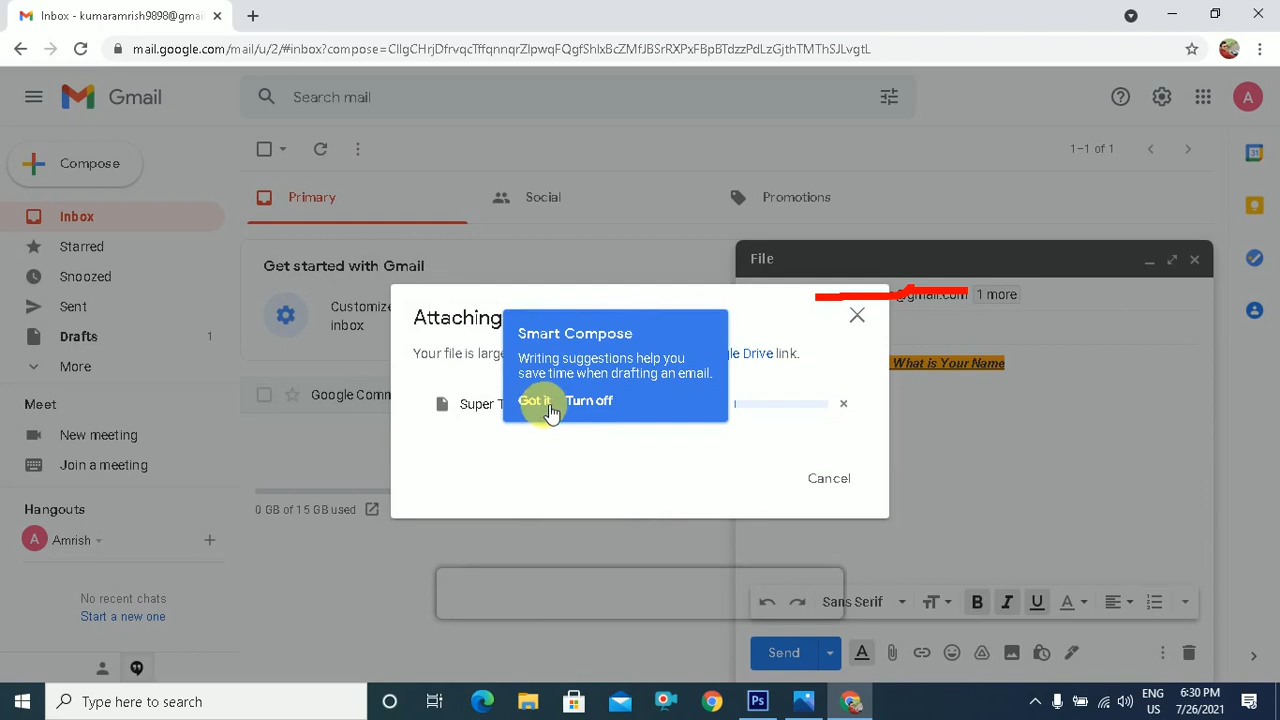 Inbox - kumaramrish9898@gmai
mail.google.com/mail/u/2/#inbox?compose=
Gmail
Search mail
A
Compose
1–1 of 1
Inbox
Primary
Social
Promotions
Starred
Snoozed
Sent
Drafts
More
Get started with Gmail
Customize
inbox
File
@gmail.com 1 more
Attaching
Your file is large
gle Drive link.
What is Your Name
Smart Compose
Writing suggestions help you
save time when drafting an email.
Got it Turn off
Super T
Google Comm
Cancel
Meet
New meeting
Join a meeting
0 GB of 15 GB used
Hangouts
A Amrish
No recent chats
Start a new one
Sans Serif
B I U A
Send
A
Type here to search
Ps
ENG
US
6:30 PM
7/26/2021